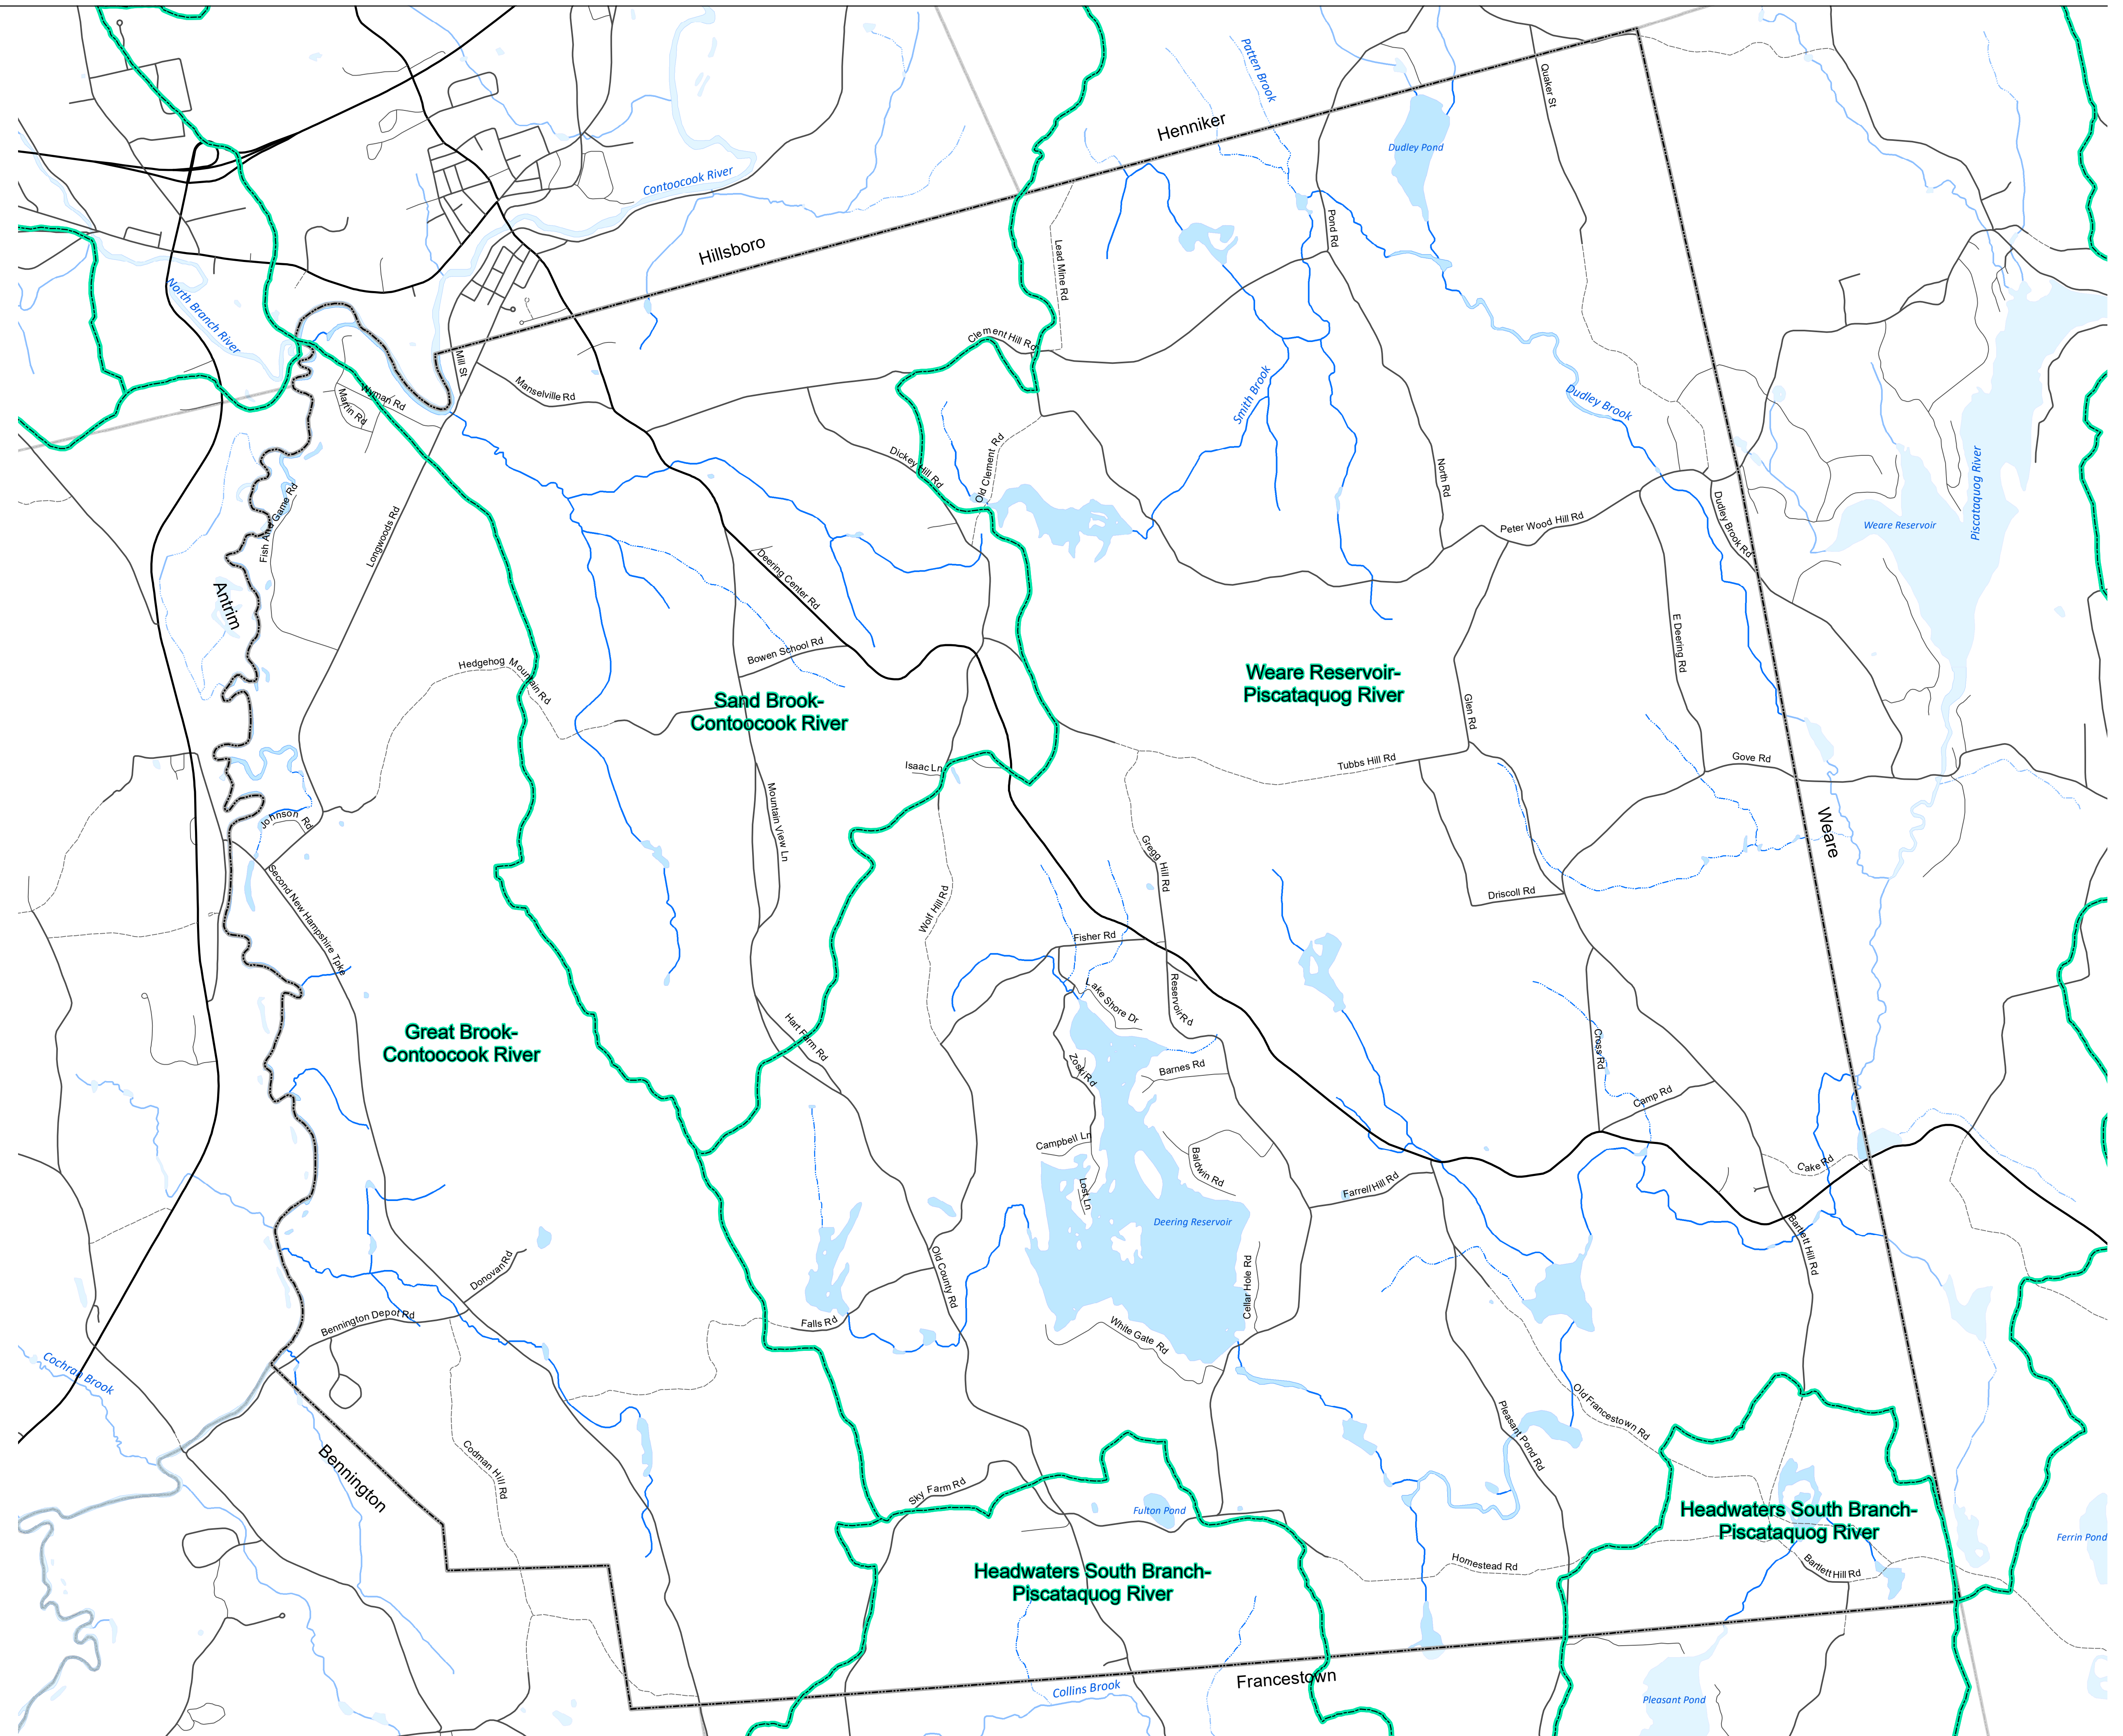 Patten Brook
Quaker St
Henniker
Dudley Pond
Contoocook River
Hillsboro
Pond Rd
Lead Mine Rd
North Branch River
Clement Hill Rd
Mill St
Manselville Rd
Wyman Rd
Marrin Rd
Smith Brook
Dudley Brook
Dickey Hill Rd
Old Clement Rd
North Rd
Piscataquog River
Weare Reservoir
Peter Wood Hill Rd
Dudley Brook Rd
Fish And Game Rd
Longwoods Rd
Antrim
Deering Center Rd
Bowen School Rd
E Deering Rd
Hedgehog Mountain Rd
Weare Reservoir-
Piscataquog River
Sand Brook-
Contoocook River
Glen Rd
Isaac Ln
Tubbs Hill Rd
Gove Rd
Mountain View Ln
Johnson Rd
Weare
Gregg Hill Rd
Wolf Hill Rd
Driscoll Rd
Second New Hampshire Tpke
Fisher Rd
Lake Shore Dr
Reservoir Rd
Great Brook-
Contoocook River
Hart Farm Rd
Zoski Rd
Barnes Rd
Cross Rd
Camp Rd
Campbell Ln
Baldwin Rd
Lost Ln
Cake Rd
Farrell Hill Rd
Deering Reservoir
Bartlett Hill Rd
Old County Rd
Donovan Rd
Cellar Hole Rd
Bennington Depot Rd
Falls Rd
White Gate Rd
Cochran Brook
Old Francestown Rd
Pleasant Pond Rd
Codman Hill Rd
Bennington
Sky Farm Rd
Fulton Pond
Headwaters South Branch-
Piscataquog River
Ferrin Pond
Homestead Rd
Bartlett Hill Rd
Headwaters South Branch-
Piscataquog River
Francestown
Collins Brook
Pleasant Pond